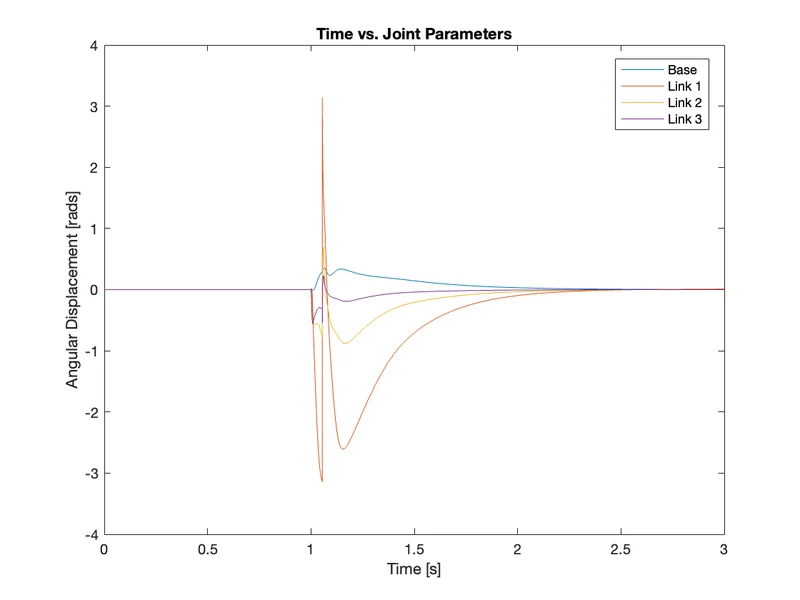 Time vs. Joint Parameters
4
3
2
1
0
-1
-2
-3
-4
Angular Displacement [rads]
Base
Link 1
Link 2
Link 3
0
0.5
1
1.5
2
2.5
3
Time [s]